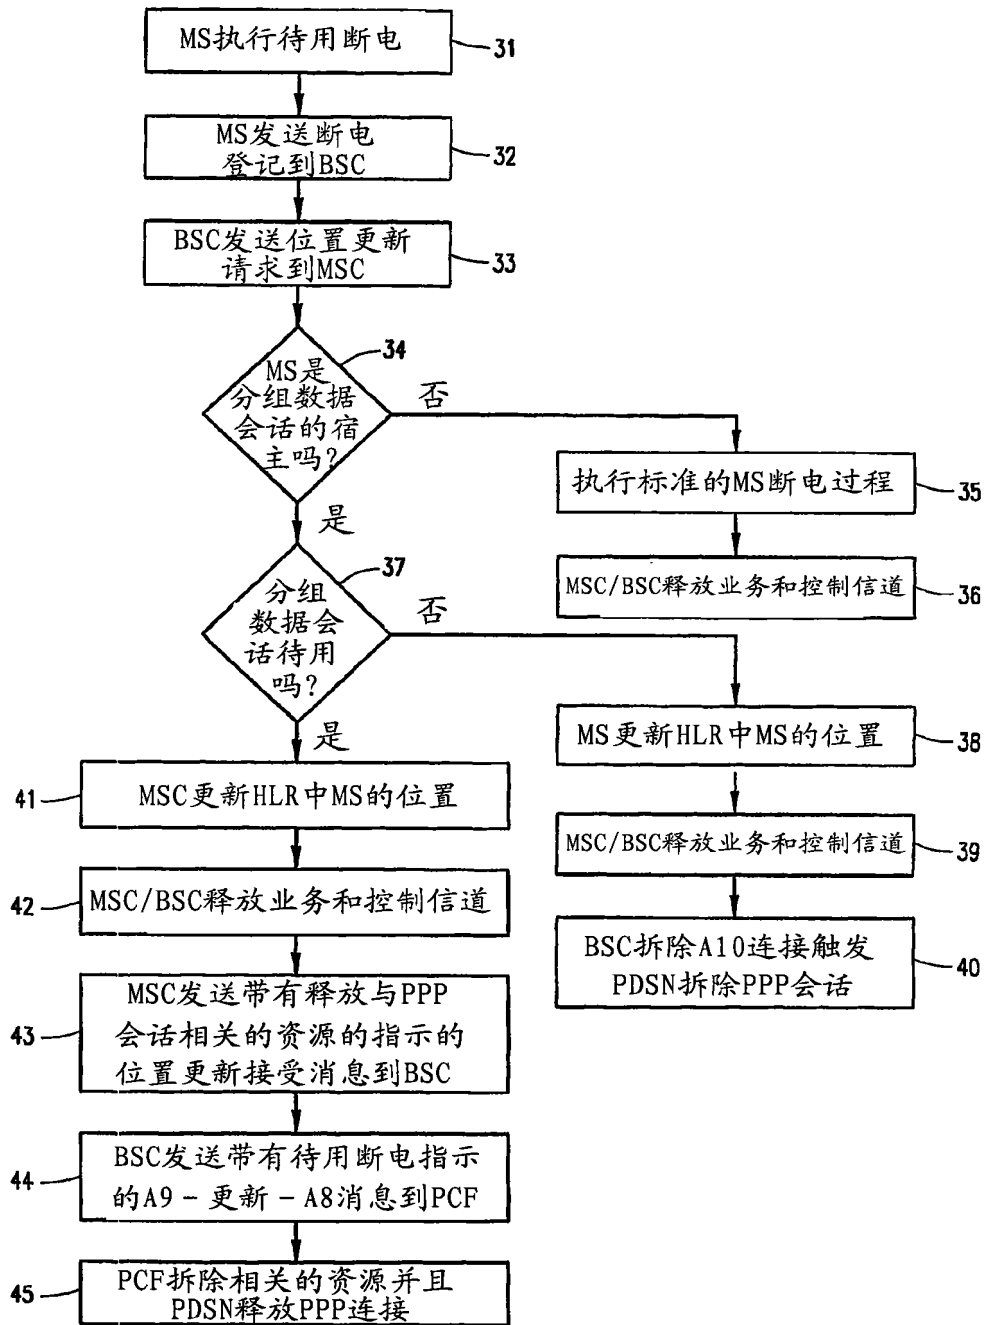 MS执行待用断电
31
MS发送断电
登记到BSC
32
BSC发送位置更新
请求到MSC
33
MS是
分组数据
会话的宿
主吗?
34
否
是
执行标准的MS断电过程
35
MSC/BSC释放业务和控制信道
36
分组
数据会
话待用
吗?
37
否
是
MS更新HLR中MS的位置
38
MSC/BSC释放业务和控制信道
39
BSC拆除A10连接触发
PDSN拆除PPP会话
40
41
MSC更新HLR中MS的位置
42
MSC/BSC释放业务和控制信道
43
MSC发送带有释放与PPP
会话相关的资源的指示的
位置更新接受消息到BSC
44
BSC发送带有待用断电指示
的A9-更新-A8消息到PCF
45
PCF拆除相关的资源并且
PDSN释放PPP连接